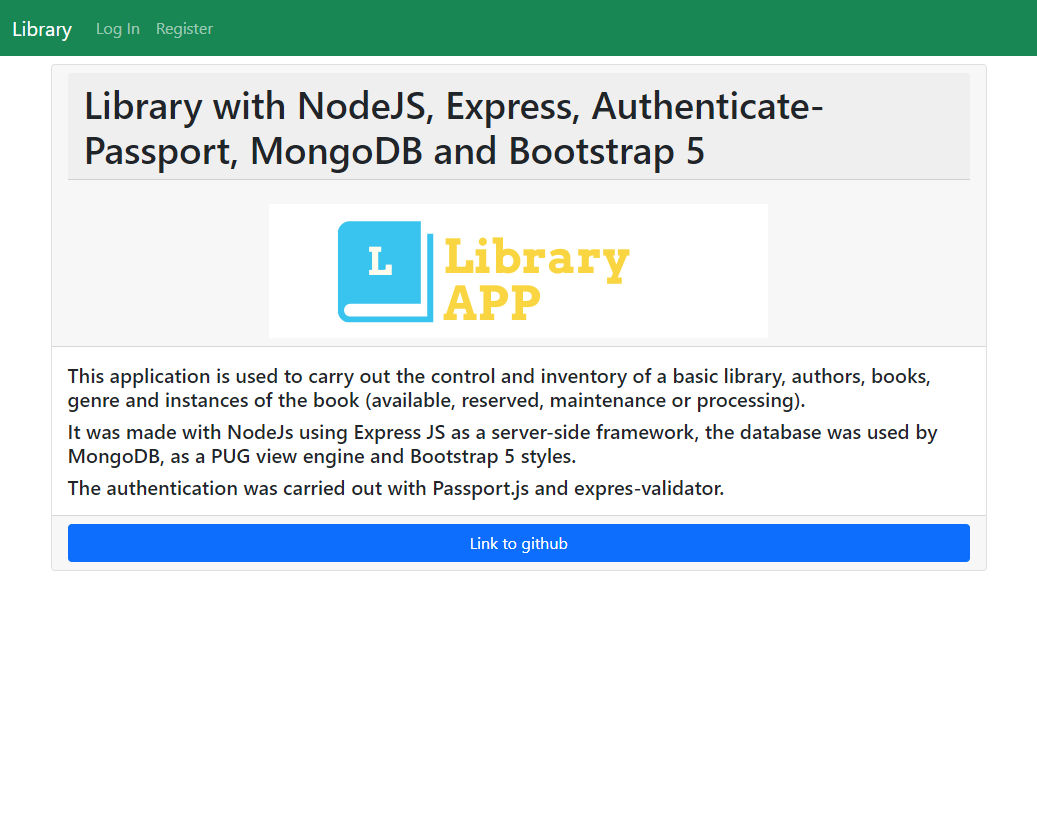 Library Log In Register
Library with NodeJS, Express, Authenticate-
Passport, MongoDB and Bootstrap 5
L
Library
APP
This application is used to carry out the control and inventory of a basic library, authors, books,
genre and instances of the book (available, reserved, maintenance or processing).
It was made with NodeJs using Express JS as a server-side framework, the database was used by
MongoDB, as a PUG view engine and Bootstrap 5 styles.
The authentication was carried out with Passport.js and expres-validator.
Link to github